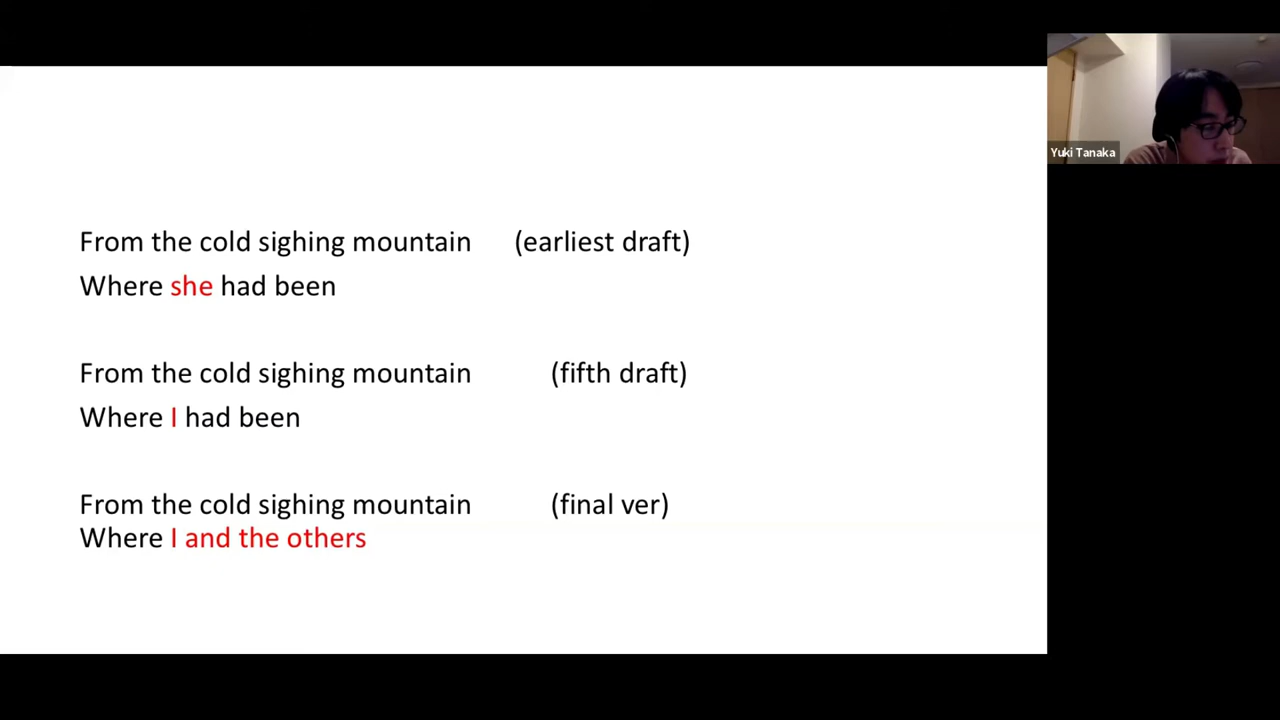 From the cold sighing mountain (earliest draft)
Where she had been
From the cold sighing mountain (fifth draft)
Where I had been
From the cold sighing mountain (final ver)
Where I and the others
Yuki Tanaka